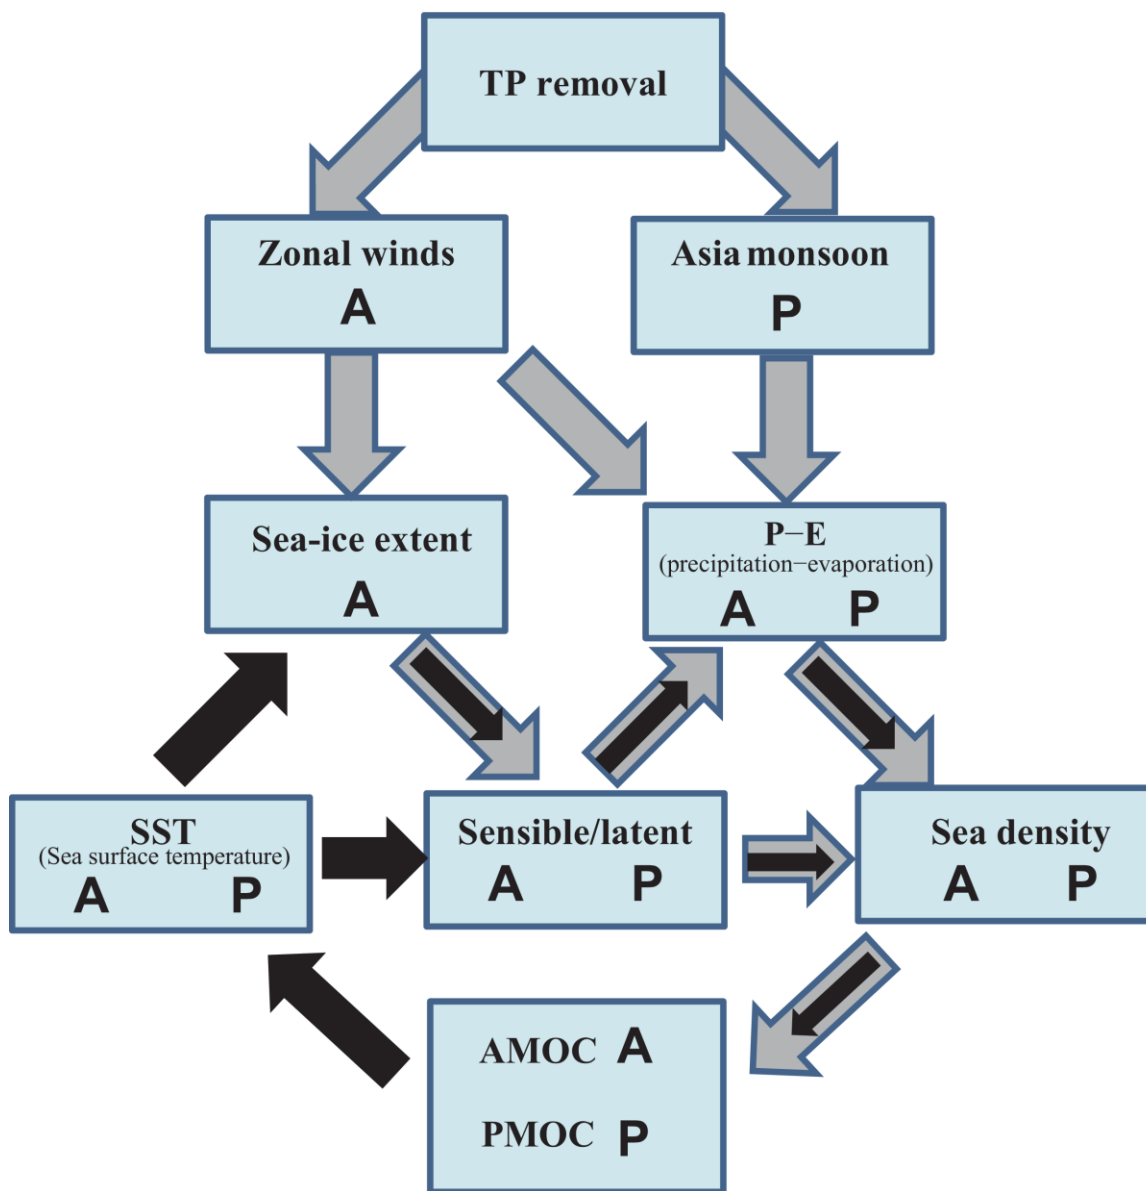 TP removal
Zonal winds
A
Asia monsoon
P
Sea-ice extent
A
P−E
(precipitation−evaporation)
A P
SST
(Sea surface temperature)
A P
Sensible/latent
A P
Sea density
A P
AMOC A
PMOC P